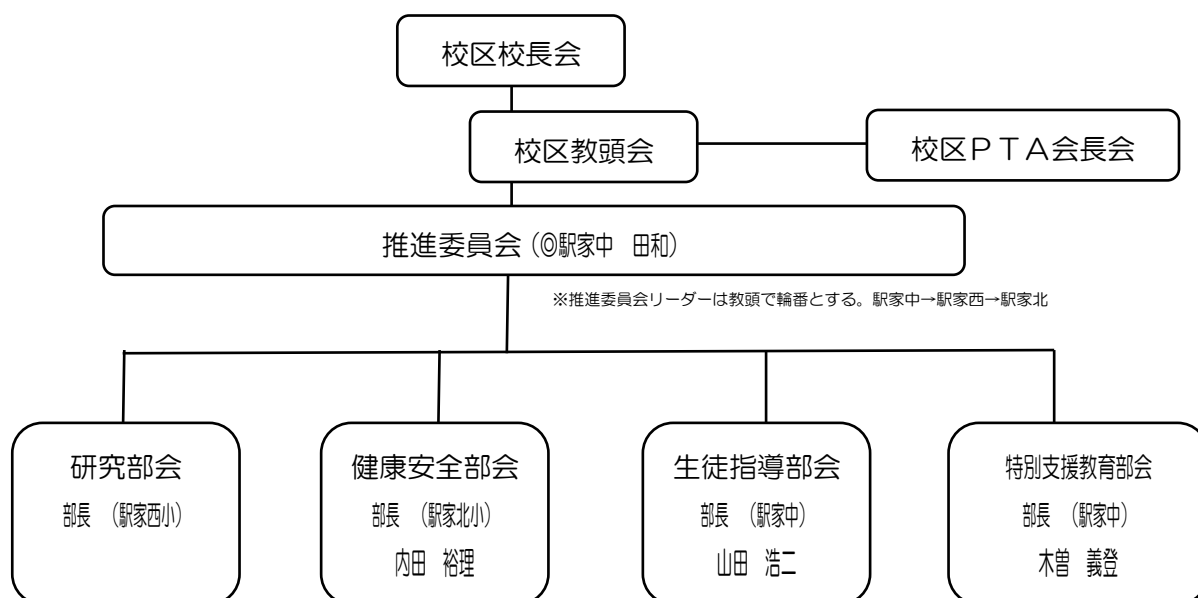 校区校長会
校区教頭会
校区ＰＴＡ会長会
推進委員会（◎駅家中　田和）
※推進委員会リーダーは教頭で輪番とする。駅家中→駅家西→駅家北
研究部会
部長　（駅家西小）
健康安全部会
部長　（駅家北小）
内田　裕理
生徒指導部会
部長　（駅家中）
山田　浩二
特別支援教育部会
部長　（駅家中）
木曽　義登